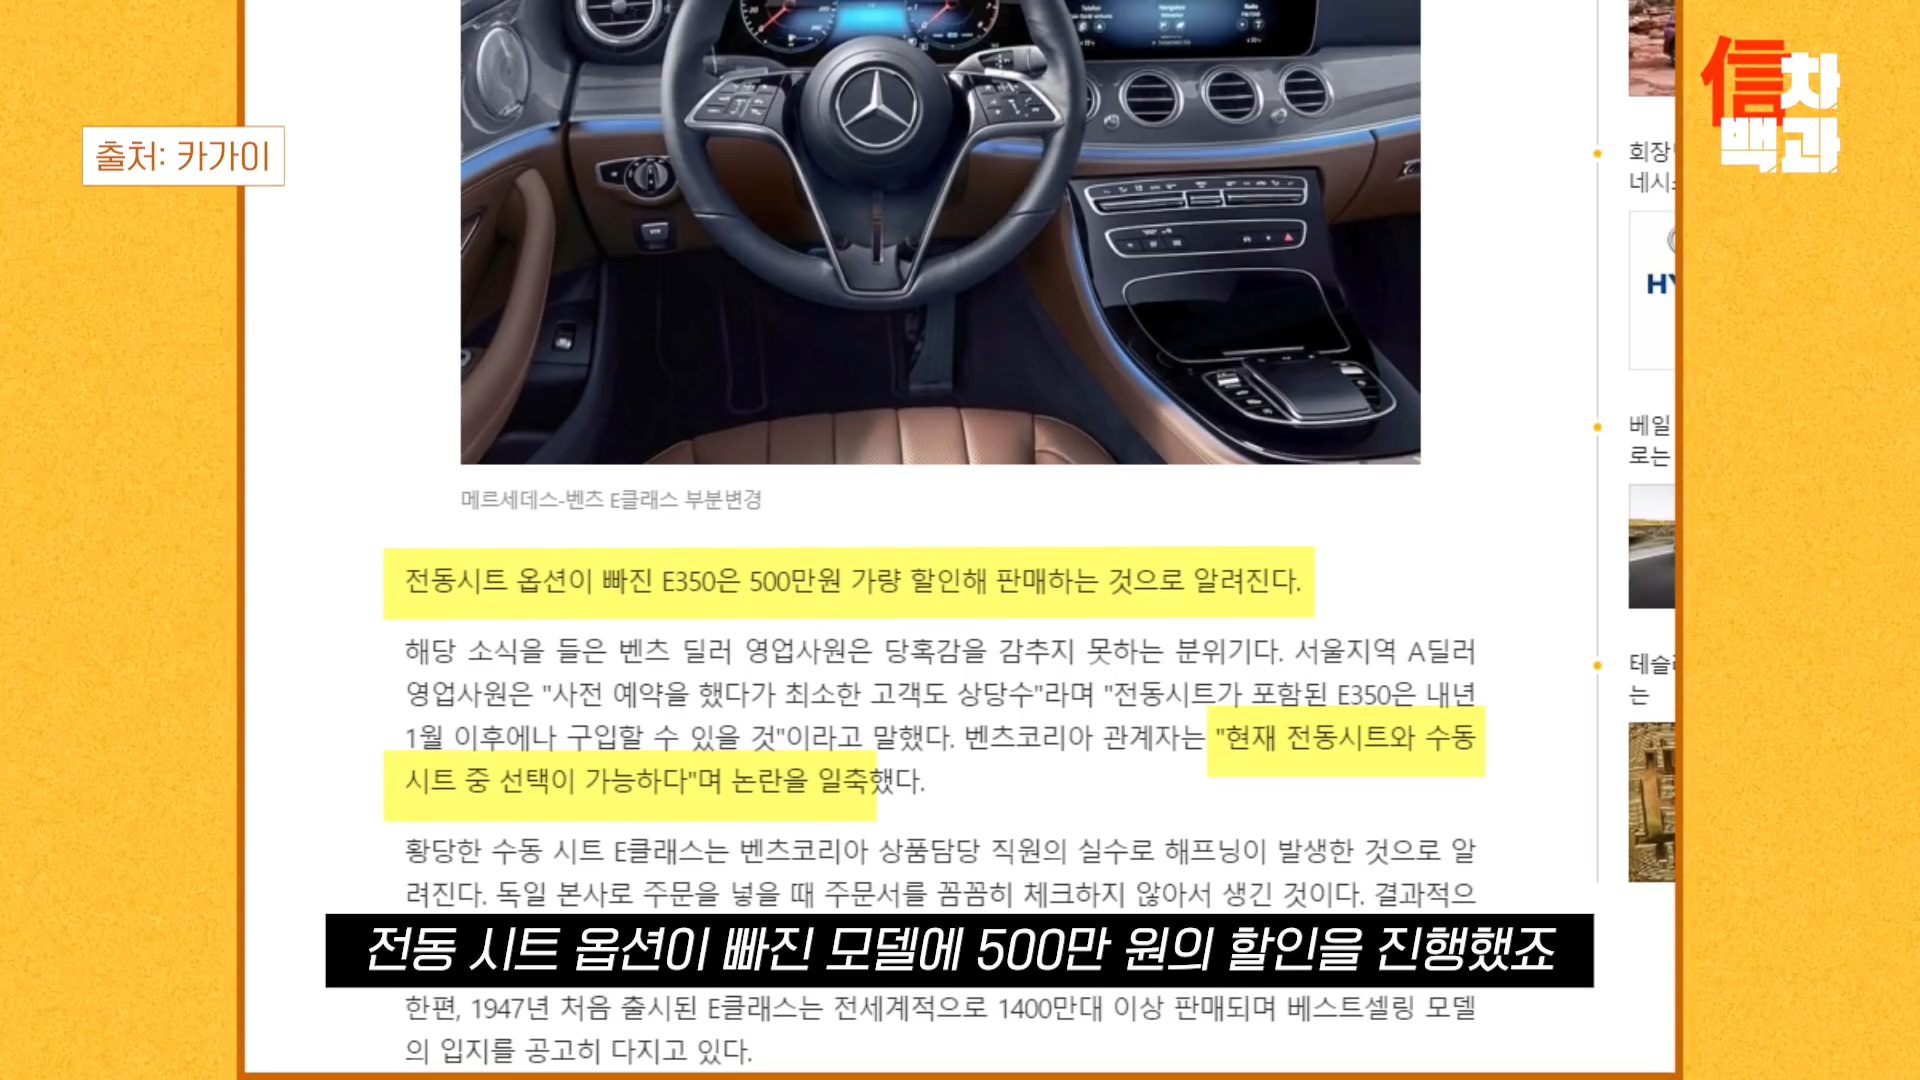 출처: 카가이
信차
백과
메르세데스-벤츠 E클래스 부분변경
전동시트 옵션이 빠진 E350은 500만원 가량 할인해 판매하는 것으로 알려진다.
해당 소식을 들은 벤츠 딜러 영업사원은 당혹감을 감추지 못하는 분위기다. 서울지역 A딜러
영업사원은 "사전 예약을 했다가 최소한 고객도 상당수"라며 "전동시트가 포함된 E350은 내년
1월 이후에나 구입할 수 있을 것"이라고 말했다. 벤츠코리아 관계자는 "현재 전동시트와 수동
시트 중 선택이 가능하다"며 논란을 일축했다.
황당한 수동 시트 E클래스는 벤츠코리아 상품담당 직원의 실수로 해프닝이 발생한 것으로 알
려진다. 독일 본사로 주문을 넣을 때 주문서를 꼼꼼히 체크하지 않아서 생긴 것이다. 결과적으
전동 시트 옵션이 빠진 모델에 500만 원의 할인을 진행했죠
한편, 1947년 처음 출시된 E클래스는 전세계적으로 1400만대 이상 판매되며 베스트셀링 모델
의 입지를 공고히 다지고 있다.
회장
네시
HY
베일
로는
테슬
는